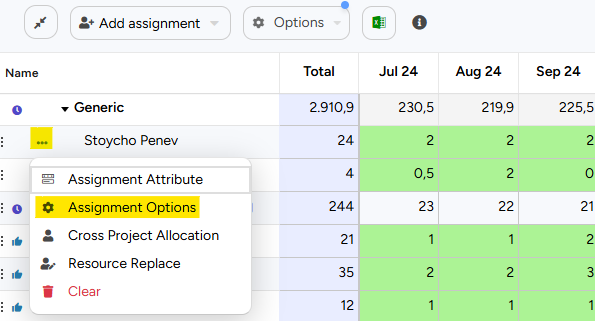 Add assignment Options
Name Total Jul 24 Aug 24 Sep 24
Generic 2.910,9 230,5 219,9 225,5
... Stoycho Penev 24 2 2 2
4 0,5 2 0
Assignment Attribute
Assignment Options 244 23 22 21
Cross Project Allocation 21 1 1 2
Resource Replace 35 2 2 3
Clear 12 1 1 1